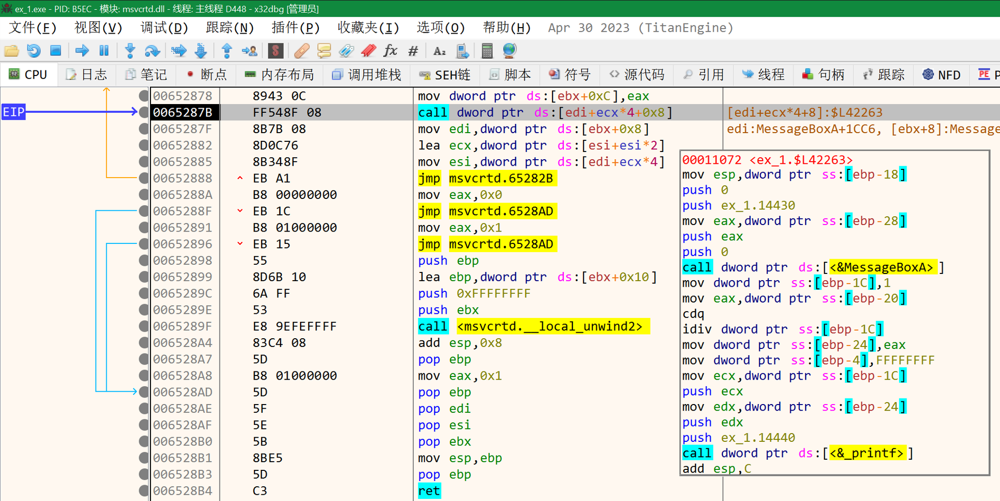 ex_1.exe - PID: B5EC - 模块: msvcrtd.dll - 线程: 主线程 D448 - x32dbg [管理员]
文件(F) 视图(V) 调试(D) 跟踪(N) 插件(P) 收藏夹(I) 选项(O) 帮助(H) Apr 30 2023 (TitanEngine)
CPU 日志 笔记 断点 内存布局 调用堆栈 SEH链 脚本 符号 源代码 引用 线程 句柄 跟踪 NFD PE P
00652878 8943 0C mov dword ptr ds:[ebx+0xC],eax
EIP 0065287B FF548F 08 call dword ptr ds:[edi+ecx*4+0x8] [edi+ecx*4+8]:$L42263
0065287F 8B7B 08 mov edi,dword ptr ds:[ebx+0x8] edi:MessageBoxA+1CC6, [ebx+8]:Message
00652882 8D0C76 lea ecx,dword ptr ds:[esi+esi*2]
00652885 8B348F mov esi,dword ptr ds:[edi+ecx*4]
00652888 EB A1 jmp msvcrtd.65282B
0065288A B8 00000000 mov eax,0x0
0065288F EB 1C jmp msvcrtd.6528AD
00652891 B8 01000000 mov eax,0x1
00652896 EB 15 jmp msvcrtd.6528AD
00652898 55 push ebp
00652899 8D6B 10 lea ebp,dword ptr ds:[ebx+0x10]
0065289C 6A FF push 0xFFFFFFFF
0065289E 53 push ebx
0065289F E8 9EFEFFFF call <msvcrtd.__local_unwind2>
006528A4 83C4 08 add esp,0x8
006528A7 5D pop ebp
006528A8 B8 01000000 mov eax,0x1
006528AD 5D pop ebp
006528AE 5F pop edi
006528AF 5E pop esi
006528B0 5B pop ebx
006528B1 8BE5 mov esp,ebp
006528B3 5D pop ebp
006528B4 C3 ret
00011072 <ex_1.$L42263>
mov esp,dword ptr ss:[ebp-18]
push 0
push ex_1.14430
mov eax,dword ptr ss:[ebp-28]
push eax
push 0
call dword ptr ds:[<&MessageBoxA>]
mov dword ptr ss:[ebp-1C],1
mov eax,dword ptr ss:[ebp-20]
cdq
idiv dword ptr ss:[ebp-1C]
mov dword ptr ss:[ebp-24],eax
mov dword ptr ss:[ebp-4],FFFFFFFF
mov ecx,dword ptr ss:[ebp-1C]
push ecx
mov edx,dword ptr ss:[ebp-24]
push edx
push ex_1.14440
call dword ptr ds:[<&_printf>]
add esp,C